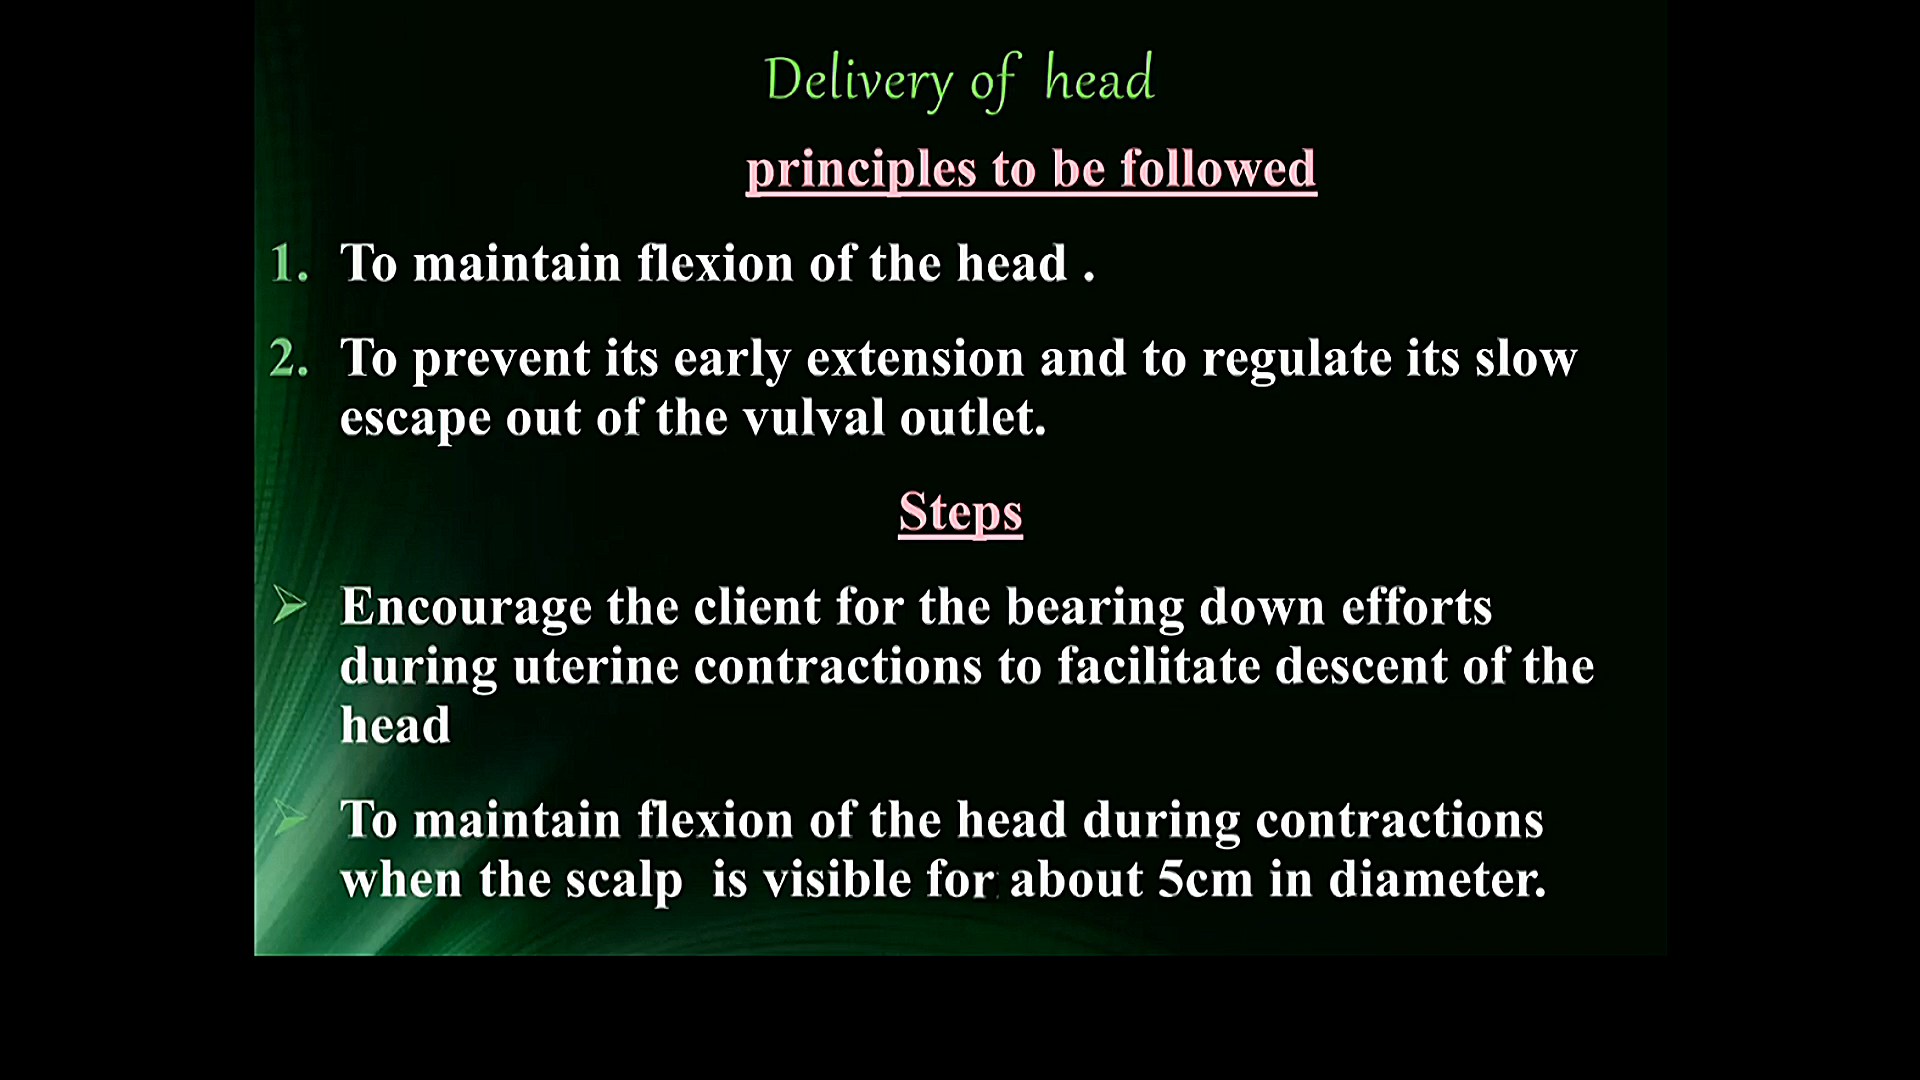 Delivery of head
principles to be followed
1. To maintain flexion of the head .
2. To prevent its early extension and to regulate its slow
escape out of the vulval outlet.
Steps
➢ Encourage the client for the bearing down efforts
during uterine contractions to facilitate descent of the
head
➢ To maintain flexion of the head during contractions
when the scalp is visible for about 5cm in diameter.